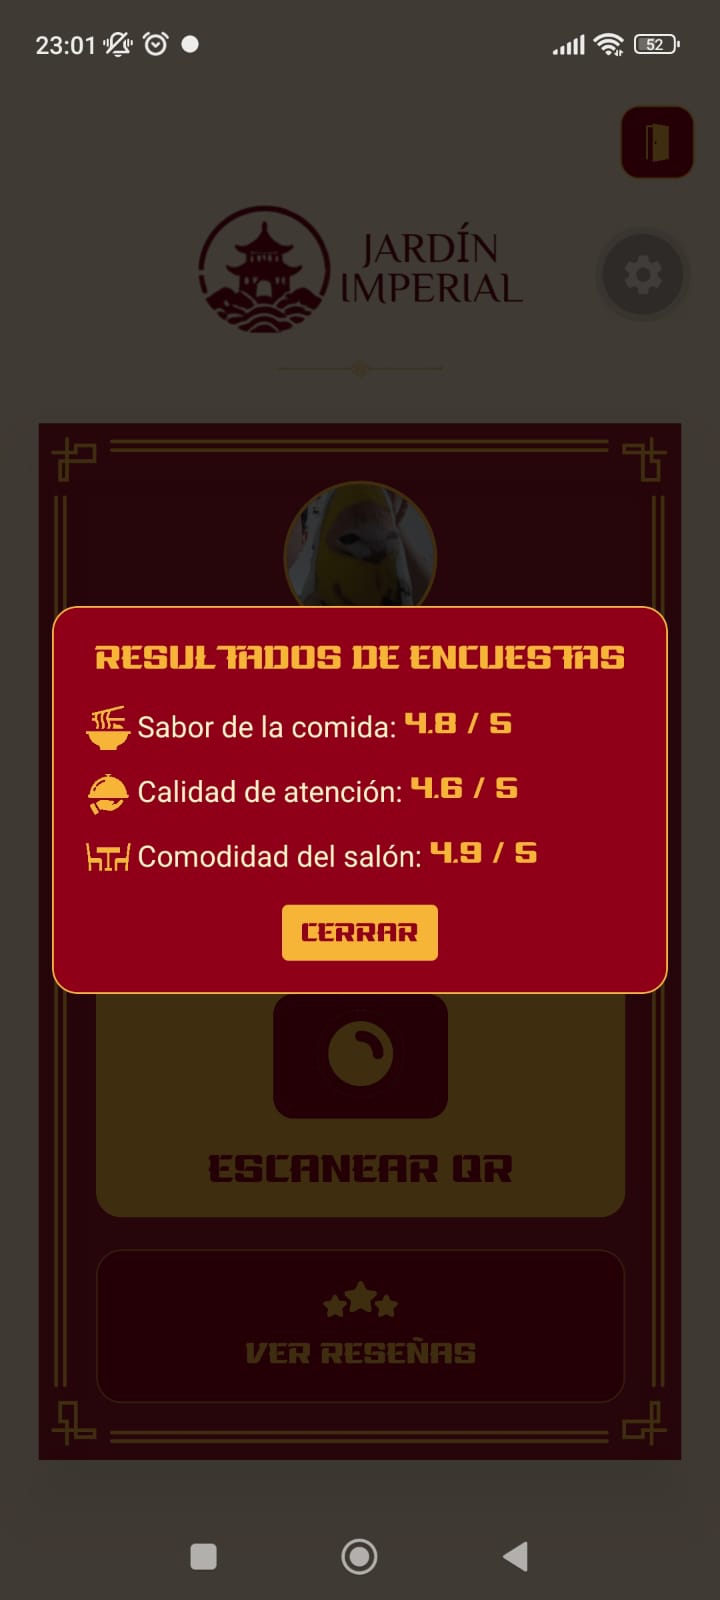 23:01
52
JARDÍN
IMPERIAL
RESULTADOS DE ENCUESTAS
Sabor de la comida: 4.8 / 5
Calidad de atención: 4.6 / 5
Comodidad del salón: 4.9 / 5
CERRAR
ESCANEAR QR
VER RESEÑAS